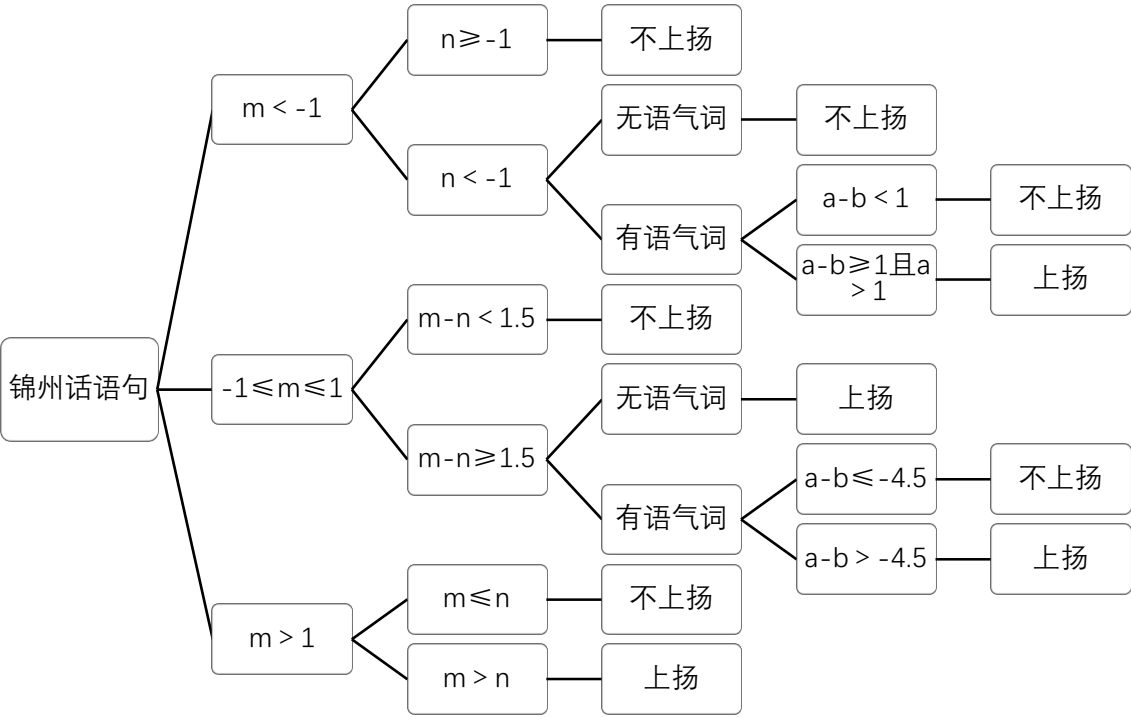 锦州话语句
m < -1
n≥-1
不上扬
n < -1
无语气词
不上扬
有语气词
a-b < 1
不上扬
a-b≥1且a
> 1
上扬
-1≤m≤1
m-n < 1.5
不上扬
m-n≥1.5
无语气词
上扬
有语气词
a-b≤-4.5
不上扬
a-b > -4.5
上扬
m > 1
m≤n
不上扬
m > n
上扬